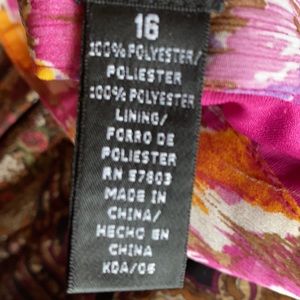 16
100% POLYESTER/
POLIESTER
100% POLYESTER
LINING/
FORRO DE
POLIESTER
RN 57803
MADE IN
CHINA/
HECHO EN
CHINA
KDA/06